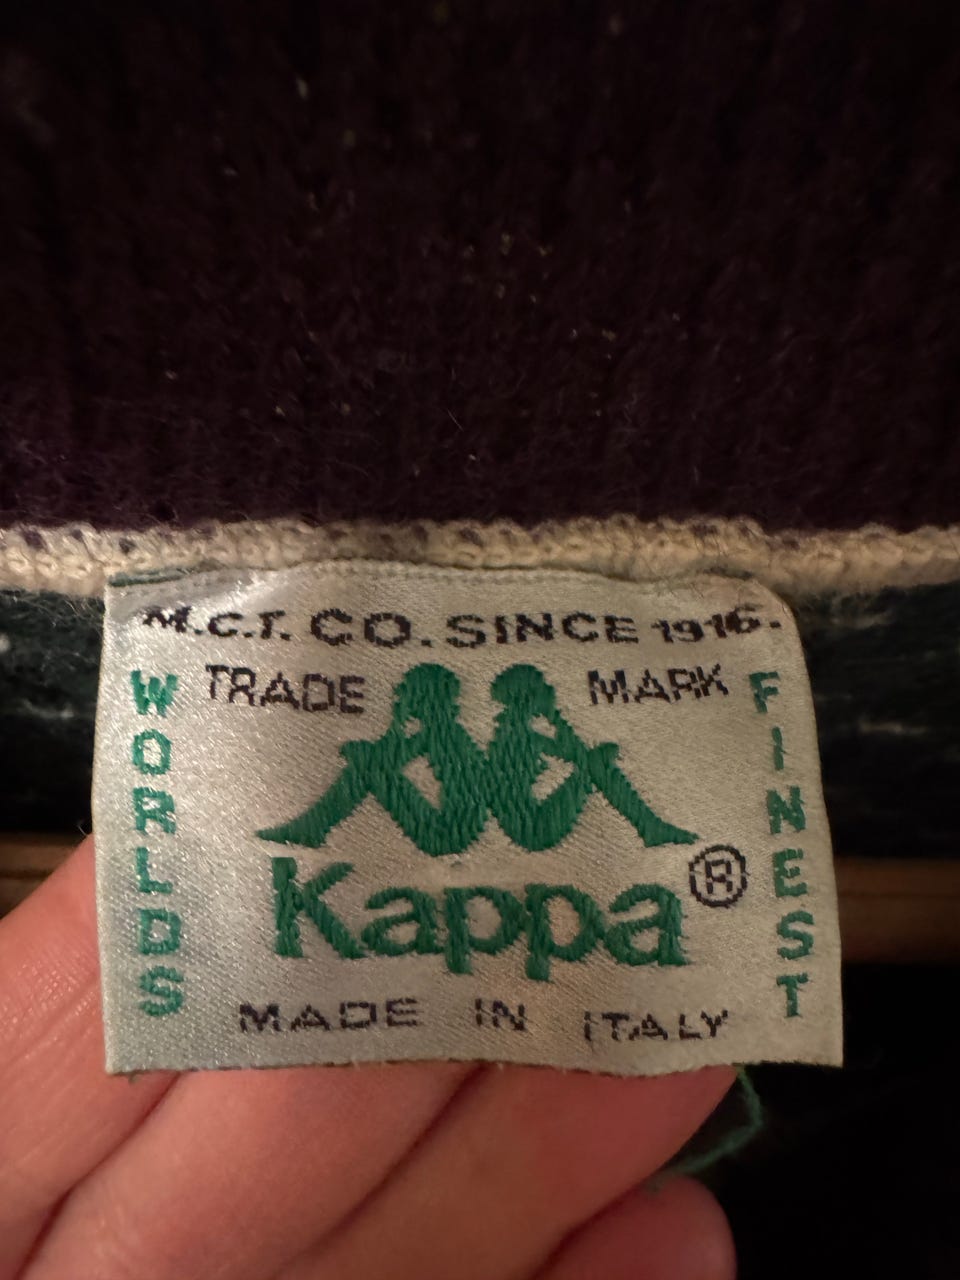 M.C.T. CO. SINCE 1916.
TRADE MARK
WORLDS
FINEST
Kappa®
MADE IN ITALY